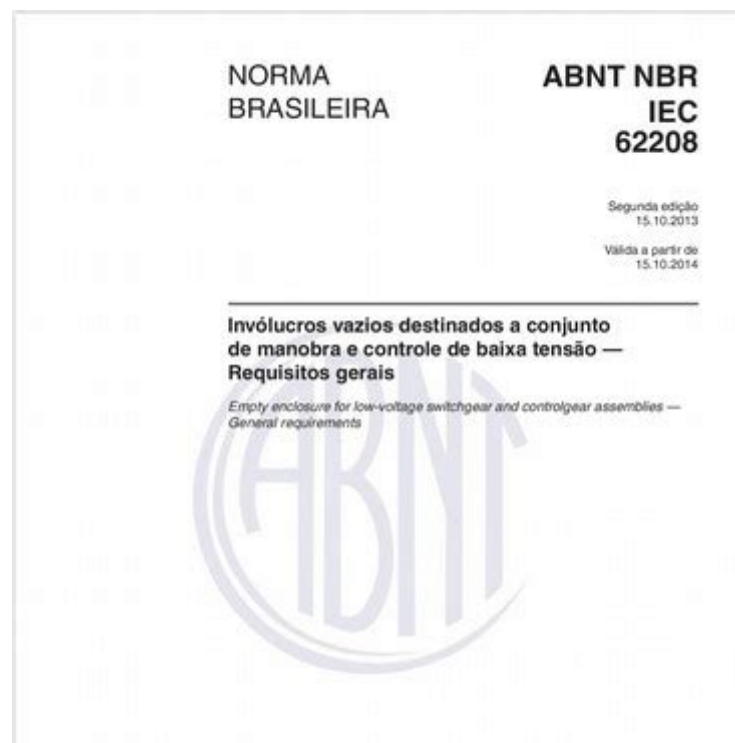 NORMA
BRASILEIRA
ABNT NBR
IEC
62208
Segunda edição
15.10.2013
Válida a partir de
15.10.2014
Invólucros vazios destinados a conjunto
de manobra e controle de baixa tensão —
Requisitos gerais
Empty enclosure for low-voltage switchgear and controlgear assemblies —
General requirements
ABNT